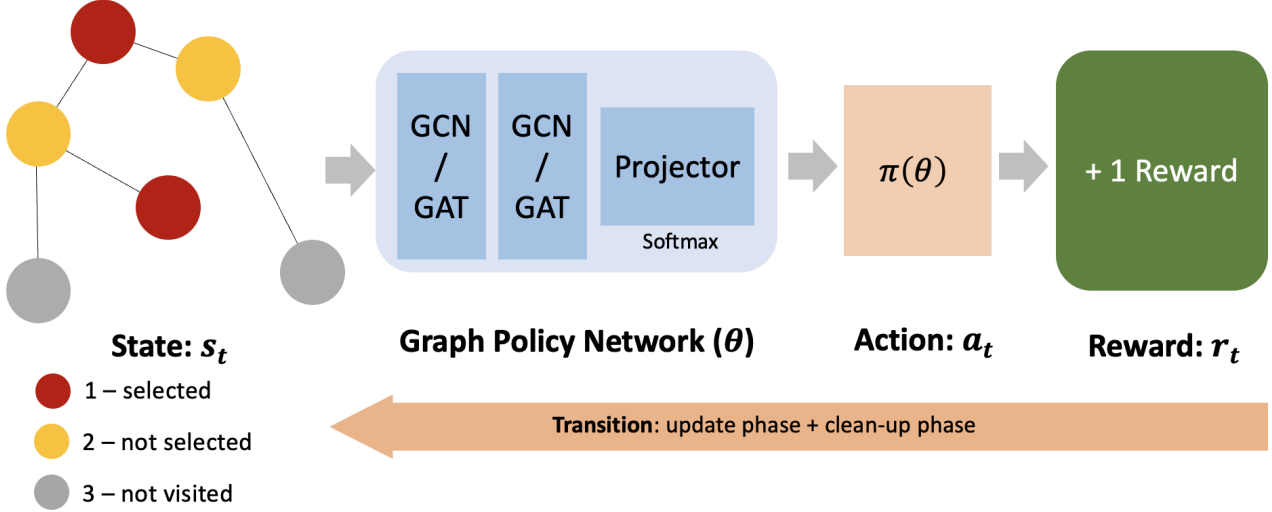 GCN
/
GAT
GCN
/
GAT
Projector
Softmax
π(θ)
+ 1 Reward
State: sₜ
Graph Policy Network (θ)
Action: aₜ
Reward: rₜ
1 – selected
2 – not selected
3 – not visited
Transition: update phase + clean-up phase